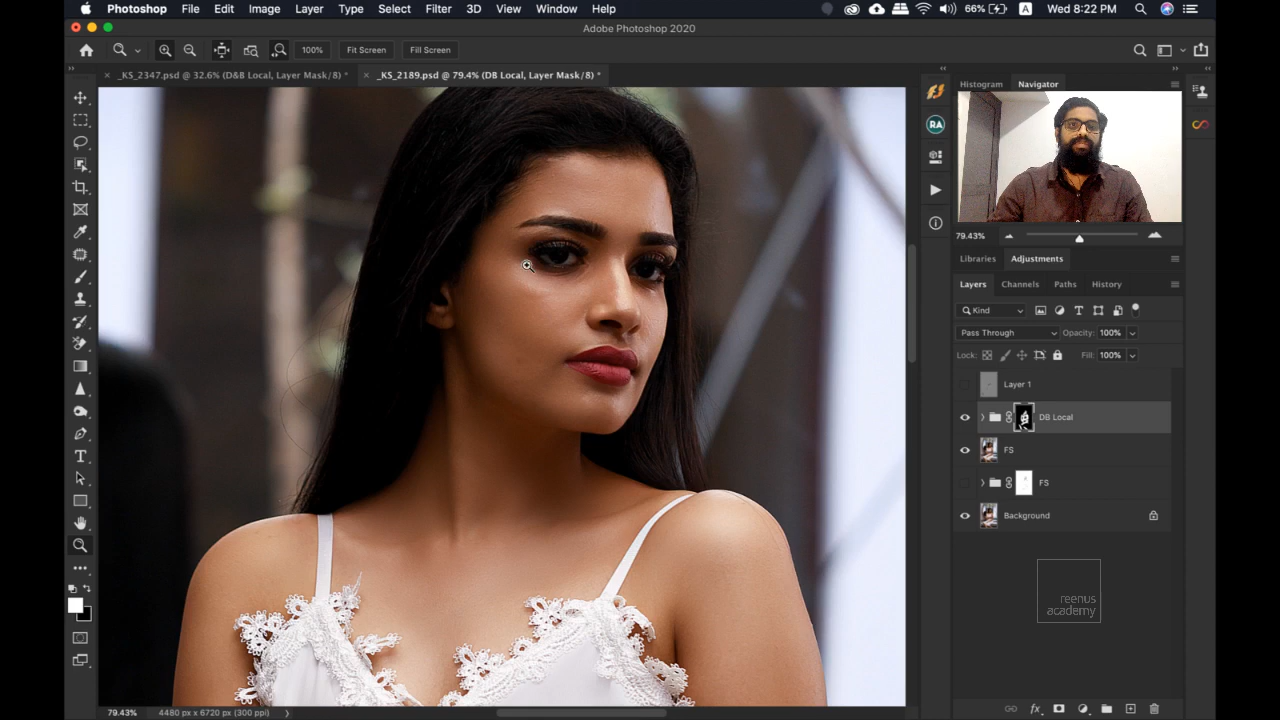 Photoshop File Edit Image Layer Type Select Filter 3D View Window Help 66% A Wed 8:22 PM
Adobe Photoshop 2020
100% Fit Screen Fill Screen
× _KS_2347.psd @ 32.6% (D&B Local, Layer Mask/8) * × _KS_2189.psd @ 79.4% (DB Local, Layer Mask/8) *
Histogram Navigator
RA
79.43%
Libraries Adjustments
Layers Channels Paths History
Kind T
Pass Through Opacity: 100%
Lock: Fill: 100%
Layer 1
DB Local
FS
FS
Background
T
reenus
academy
fx
79.43% 4480 px x 6720 px (300 ppi)